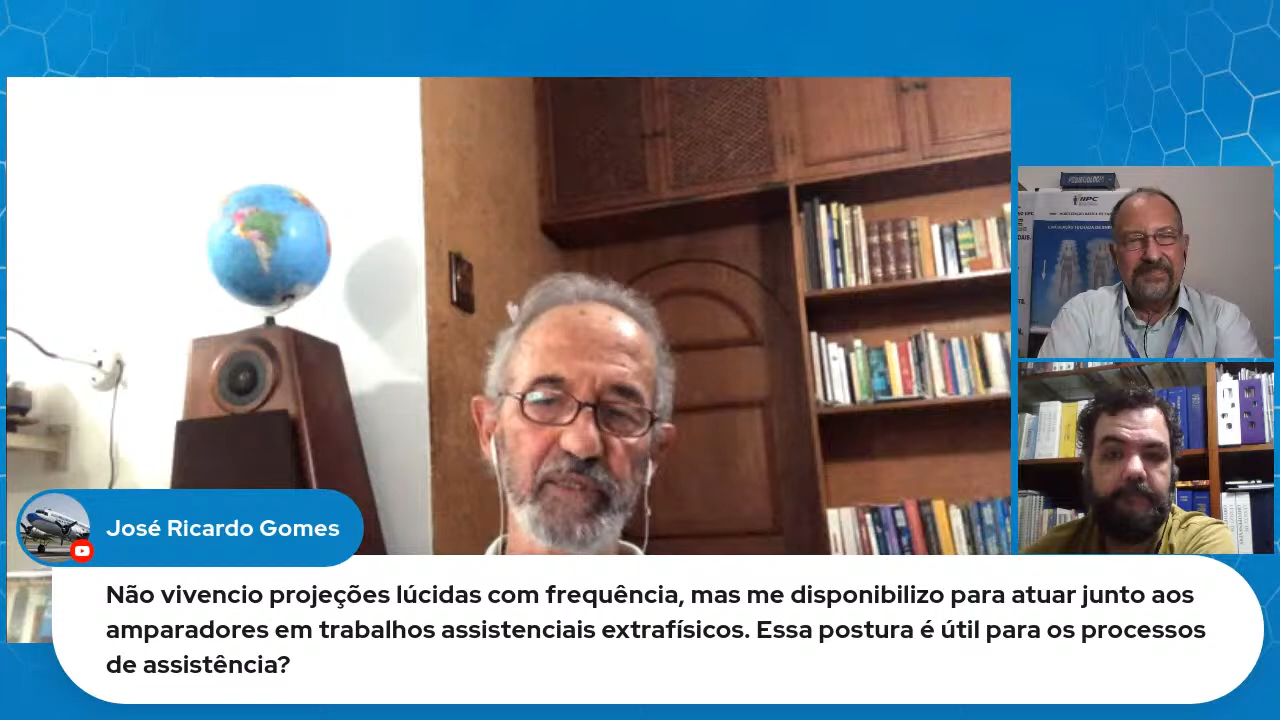 IIPC
José Ricardo Gomes
Não vivencio projeções lúcidas com frequência, mas me disponibilizo para atuar junto aos
amparadores em trabalhos assistenciais extrafísicos. Essa postura é útil para os processos
de assistência?